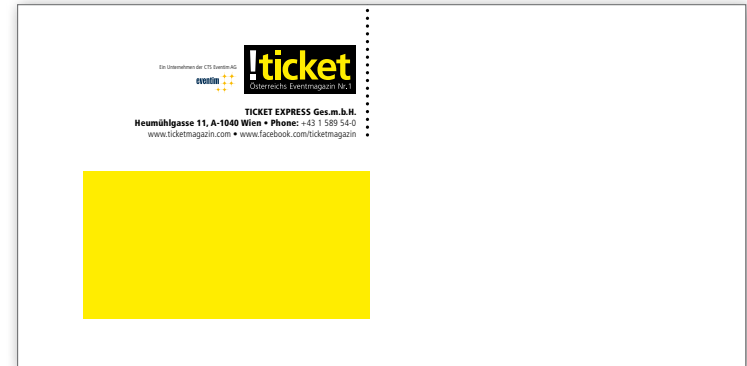 !ticket
Ein Unternehmen der CTS Eventim AG
eventim
Österreichs Eventmagazin Nr.1
TICKET EXPRESS Ges.m.b.H.
Heumühlgasse 11, A-1040 Wien • Phone: +43 1 589 54-0
www.ticketmagazin.com • www.facebook.com/ticketmagazin